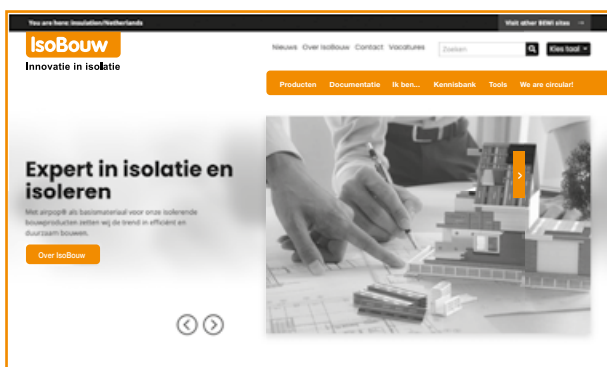 You are here: Insulation/Netherlands
Visit other BEWI sites →
IsoBouw
Innovatie in isolatie
Nieuws Over IsoBouw Contact Vacatures
Zoeken
Kies taal
Producten Documentatie Ik ben... Kennisbank Tools We are circular!
Expert in isolatie en
isoleren
Met airpop® als basismateriaal voor onze isolerende
bouwproducten zetten wij de trend in efficiënt en
duurzaam bouwen.
Over IsoBouw